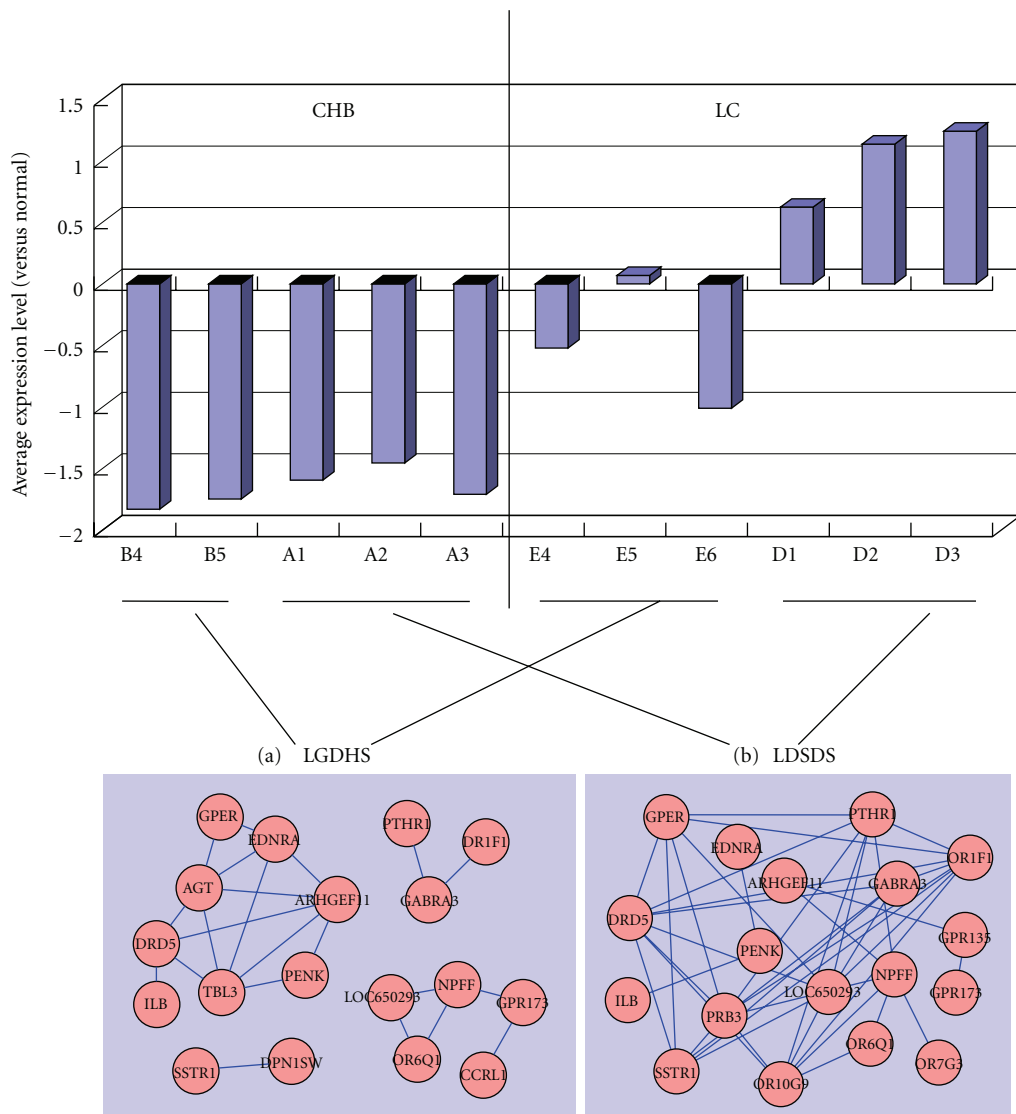 CHB LC
Average expression level (versus normal)
1.5
1
0.5
0
−0.5
−1
−1.5
−2
B4 B5 A1 A2 A3 E4 E5 E6 D1 D2 D3
(a) LGDHS
(b) LDSDS
GPER
EDNRA
PTHR1
DR1F1
AGT
ARHGEF11
GABRA3
DRD5
TBL3
PENK
ILB
LOC650293
NPFF
GPR173
OR6Q1
CCRL1
SSTR1
DPN1SW
GPER
PTHR1
EDNRA
OR1F1
ARHGEF11
GABRA3
DRD5
GPR135
PENK
NPFF
ILB
LOC650293
GPR173
PRB3
OR6Q1
OR7G3
SSTR1
OR10G9